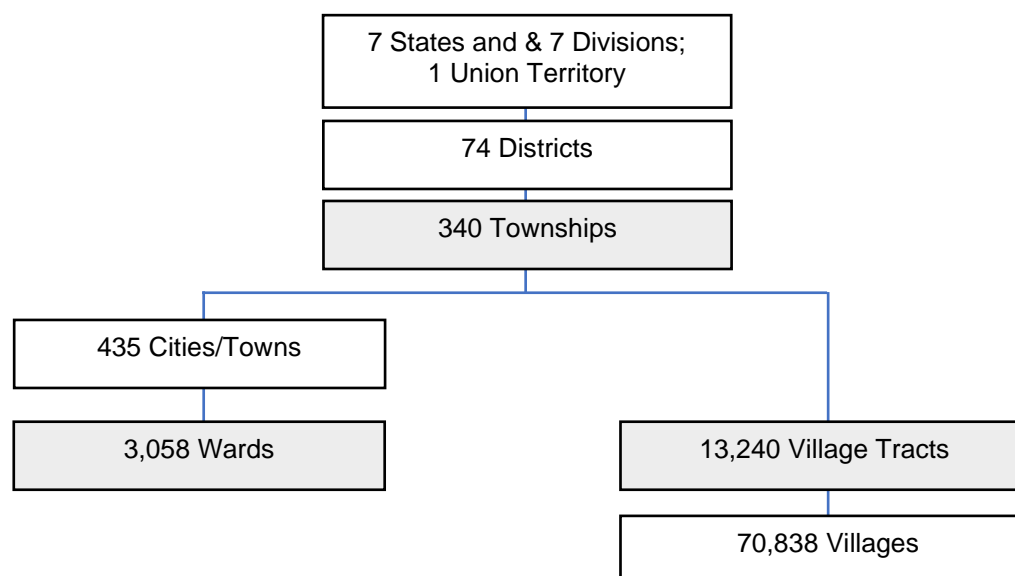 7 States and & 7 Divisions;
1 Union Territory
74 Districts
340 Townships
435 Cities/Towns
3,058 Wards
13,240 Village Tracts
70,838 Villages